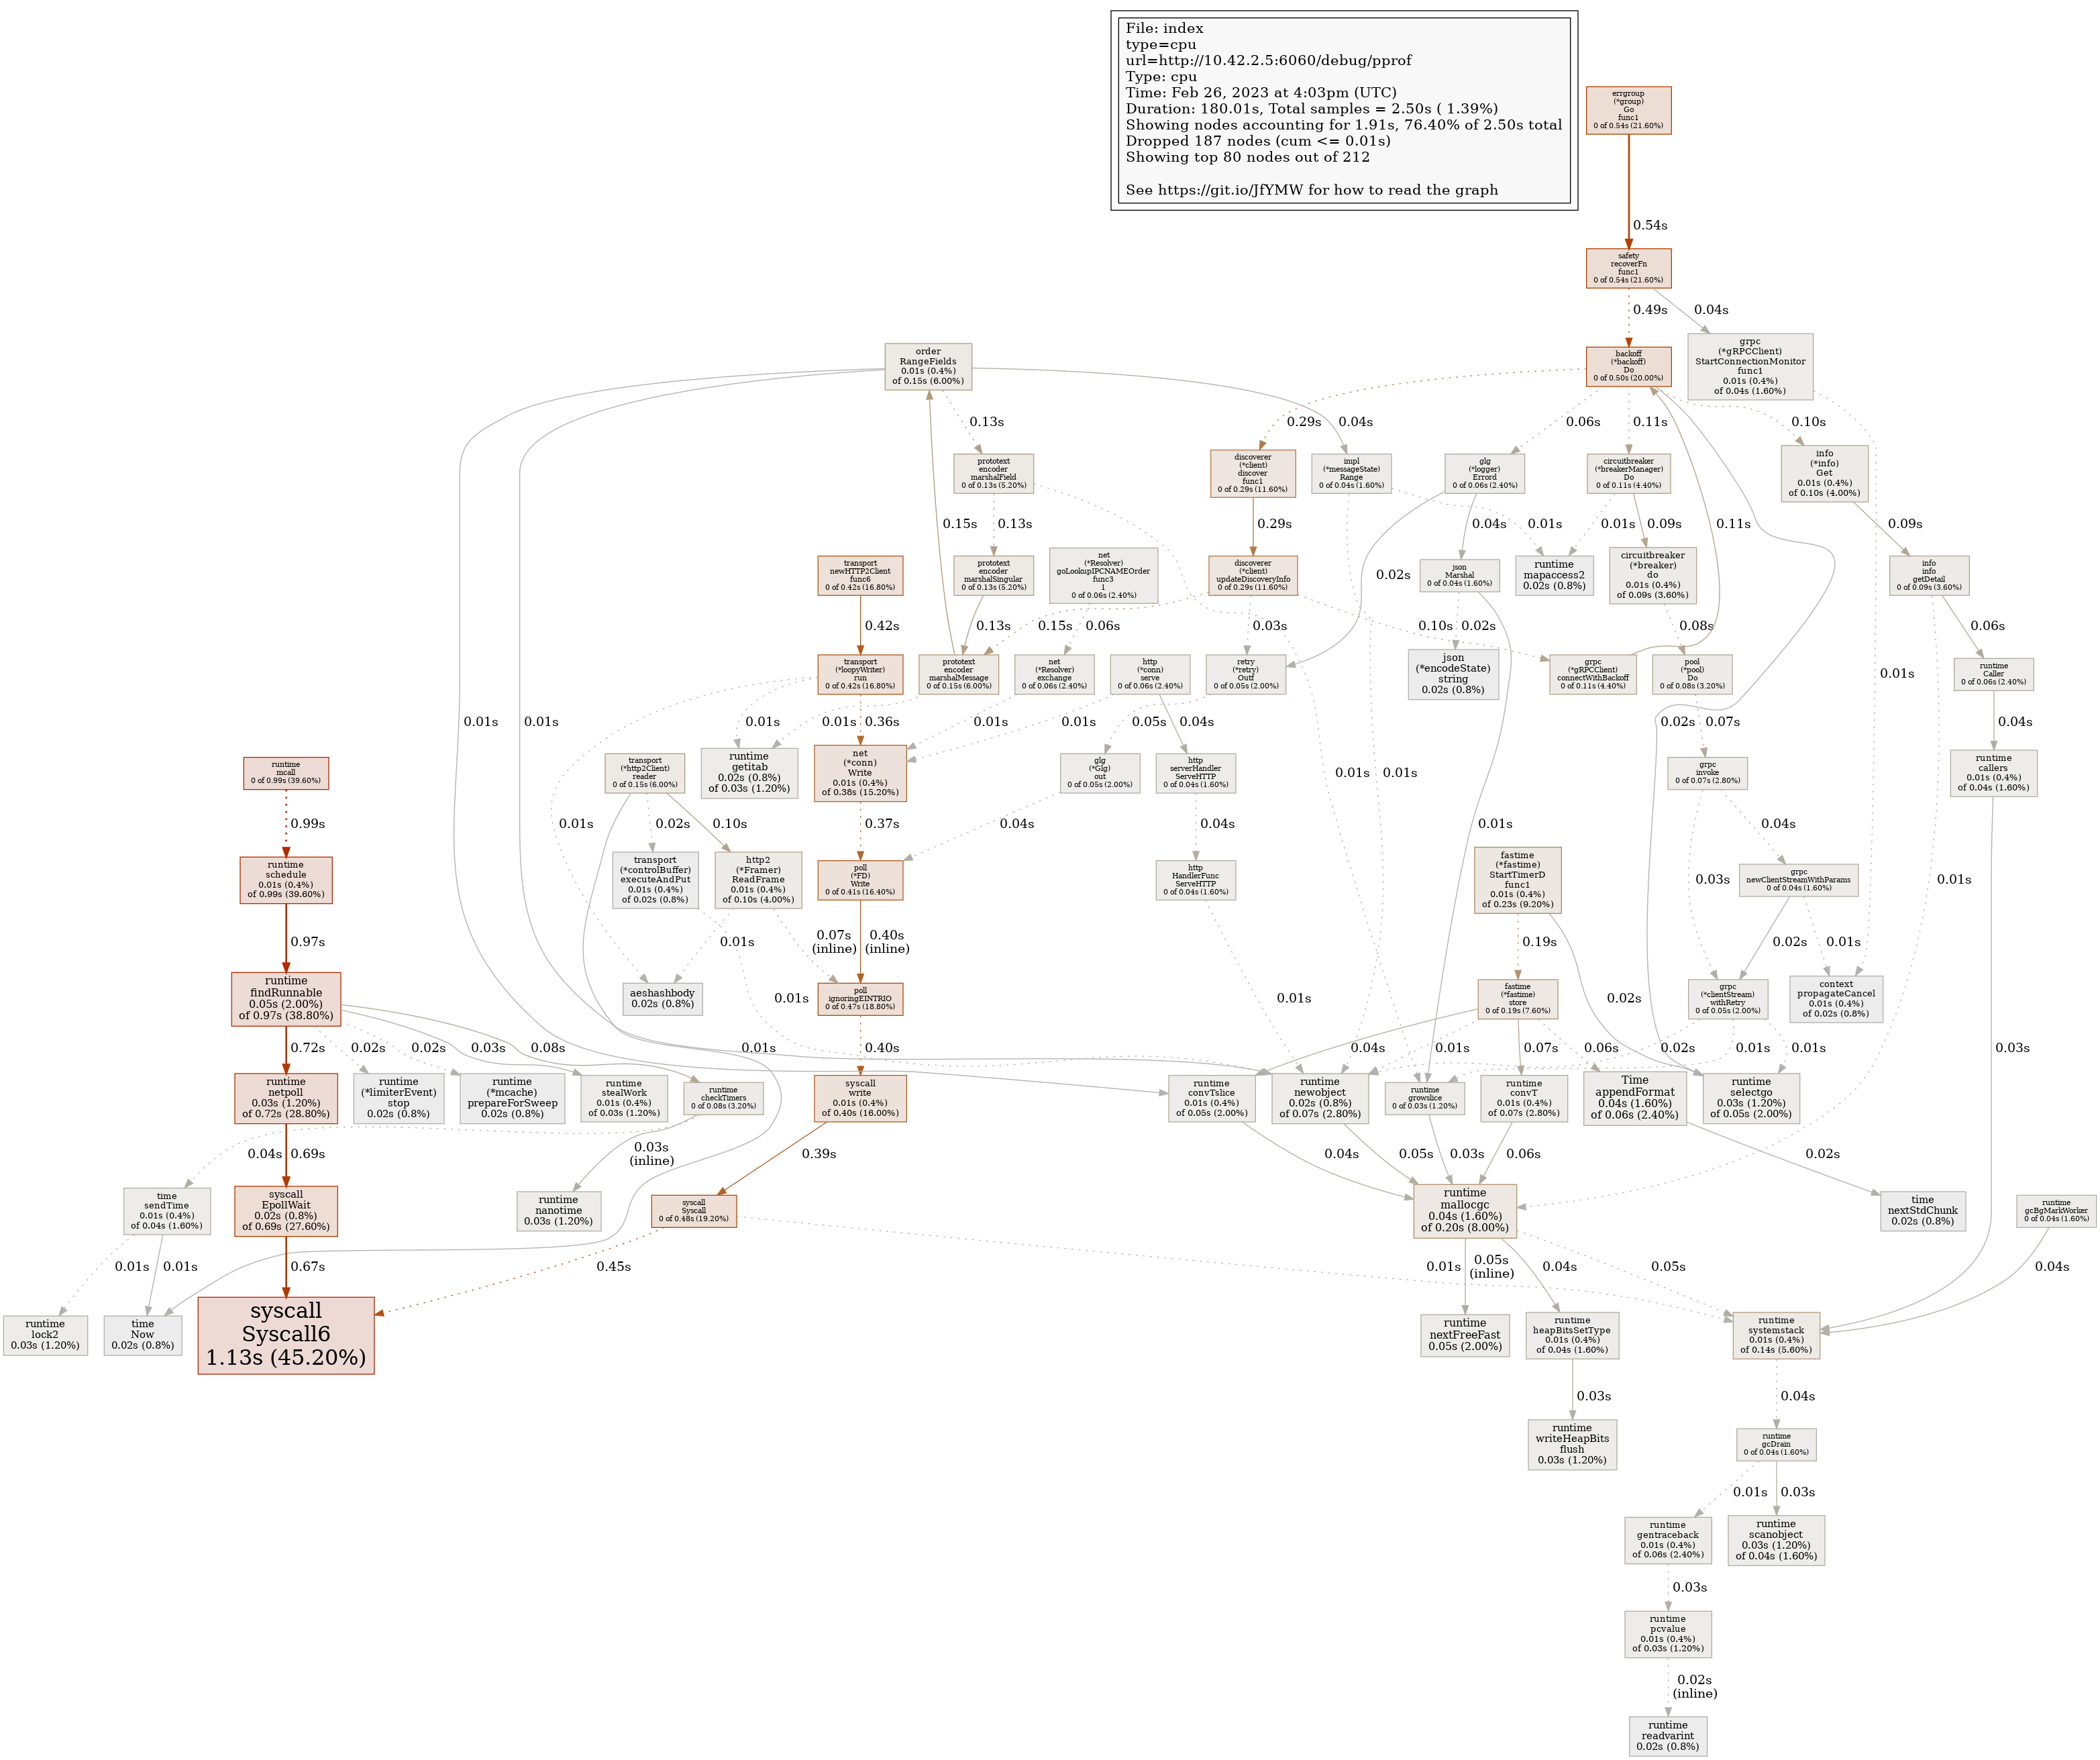 File: index
type=cpu
url=http://10.42.2.5:6060/debug/pprof
Type: cpu
Time: Feb 26, 2023 at 4:03pm (UTC)
Duration: 180.01s, Total samples = 2.50s ( 1.39%)
Showing nodes accounting for 1.91s, 76.40% of 2.50s total
Dropped 187 nodes (cum <= 0.01s)
Showing top 80 nodes out of 212
See https://git.io/JfYMW for how to read the graph
errgroup
(*group)
Go
func1
0 of 0.54s (21.60%)
0.54s
safety
recoverFn
func1
0 of 0.54s (21.60%)
0.49s
0.04s
order
RangeFields
0.01s (0.4%)
of 0.15s (6.00%)
backoff
(*backoff)
Do
0 of 0.50s (20.00%)
grpc
(*gRPCClient)
StartConnectionMonitor
func1
0.01s (0.4%)
of 0.04s (1.60%)
0.13s
0.04s
0.29s
0.06s
0.11s
0.10s
prototext
encoder
marshalField
0 of 0.13s (5.20%)
discoverer
(*client)
discover
func1
0 of 0.29s (11.60%)
impl
(*messageState)
Range
0 of 0.04s (1.60%)
glg
(*logger)
Errord
0 of 0.06s (2.40%)
circuitbreaker
(*breakerManager)
Do
0 of 0.11s (4.40%)
info
(*info)
Get
0.01s (0.4%)
of 0.10s (4.00%)
0.15s
0.13s
0.29s
0.01s
0.04s
0.01s
0.09s
0.11s
0.09s
transport
newHTTP2Client
func6
0 of 0.42s (16.80%)
prototext
encoder
marshalSingular
0 of 0.13s (5.20%)
net
(*Resolver)
goLookupIPCNAMEOrder
func3
1
0 of 0.06s (2.40%)
discoverer
(*client)
updateDiscoveryInfo
0 of 0.29s (11.60%)
0.02s
json
Marshal
0 of 0.04s (1.60%)
runtime
mapaccess2
0.02s (0.8%)
circuitbreaker
(*breaker)
do
0.01s (0.4%)
of 0.09s (3.60%)
info
info
getDetail
0 of 0.09s (3.60%)
0.42s
0.13s
0.15s
0.06s
0.03s
0.10s
0.02s
0.08s
0.06s
transport
(*loopyWriter)
run
0 of 0.42s (16.80%)
prototext
encoder
marshalMessage
0 of 0.15s (6.00%)
net
(*Resolver)
exchange
0 of 0.06s (2.40%)
http
(*conn)
serve
0 of 0.06s (2.40%)
retry
(*retry)
Outf
0 of 0.05s (2.00%)
json
(*encodeState)
string
0.02s (0.8%)
grpc
(*gRPCClient)
connectWithBackoff
0 of 0.11s (4.40%)
pool
(*pool)
Do
0 of 0.08s (3.20%)
0.01s
runtime
Caller
0 of 0.06s (2.40%)
0.01s
0.01s
0.01s
0.01s
0.36s
0.01s
0.01s
0.04s
0.05s
0.02s
0.07s
0.04s
runtime
mcall
0 of 0.99s (39.60%)
transport
(*http2Client)
reader
0 of 0.15s (6.00%)
runtime
getitab
0.02s (0.8%)
of 0.03s (1.20%)
net
(*conn)
Write
0.01s (0.4%)
of 0.38s (15.20%)
glg
(*Glg)
out
0 of 0.05s (2.00%)
http
serverHandler
ServeHTTP
0 of 0.04s (1.60%)
0.01s
0.01s
grpc
invoke
0 of 0.07s (2.80%)
runtime
callers
0.01s (0.4%)
of 0.04s (1.60%)
0.99s
0.01s
0.02s
0.10s
0.37s
0.04s
0.04s
0.01s
0.03s
0.04s
0.01s
runtime
schedule
0.01s (0.4%)
of 0.99s (39.60%)
transport
(*controlBuffer)
executeAndPut
0.01s (0.4%)
of 0.02s (0.8%)
http2
(*Framer)
ReadFrame
0.01s (0.4%)
of 0.10s (4.00%)
poll
(*FD)
Write
0 of 0.41s (16.40%)
http
HandlerFunc
ServeHTTP
0 of 0.04s (1.60%)
fastime
(*fastime)
StartTimerD
func1
0.01s (0.4%)
of 0.23s (9.20%)
grpc
newClientStreamWithParams
0 of 0.04s (1.60%)
0.97s
0.01s
0.07s
(inline)
0.40s
(inline)
0.19s
0.02s
0.01s
runtime
findRunnable
0.05s (2.00%)
of 0.97s (38.80%)
aeshashbody
0.02s (0.8%)
0.01s
poll
ignoringEINTRIO
0 of 0.47s (18.80%)
0.01s
fastime
(*fastime)
store
0 of 0.19s (7.60%)
0.02s
grpc
(*clientStream)
withRetry
0 of 0.05s (2.00%)
context
propagateCancel
0.01s (0.4%)
of 0.02s (0.8%)
0.72s
0.02s
0.02s
0.03s
0.08s
0.01s
0.40s
0.04s
0.01s
0.07s
0.06s
0.02s
0.01s
0.01s
0.03s
runtime
netpoll
0.03s (1.20%)
of 0.72s (28.80%)
runtime
(*limiterEvent)
stop
0.02s (0.8%)
runtime
(*mcache)
prepareForSweep
0.02s (0.8%)
runtime
stealWork
0.01s (0.4%)
of 0.03s (1.20%)
runtime
checkTimers
0 of 0.08s (3.20%)
syscall
write
0.01s (0.4%)
of 0.40s (16.00%)
runtime
convTslice
0.01s (0.4%)
of 0.05s (2.00%)
runtime
newobject
0.02s (0.8%)
of 0.07s (2.80%)
runtime
growslice
0 of 0.03s (1.20%)
runtime
convT
0.01s (0.4%)
of 0.07s (2.80%)
Time
appendFormat
0.04s (1.60%)
of 0.06s (2.40%)
runtime
selectgo
0.03s (1.20%)
of 0.05s (2.00%)
0.69s
0.04s
0.03s
(inline)
0.39s
0.04s
0.05s
0.03s
0.06s
0.02s
time
sendTime
0.01s (0.4%)
of 0.04s (1.60%)
syscall
EpollWait
0.02s (0.8%)
of 0.69s (27.60%)
runtime
nanotime
0.03s (1.20%)
syscall
Syscall
0 of 0.48s (19.20%)
runtime
mallocgc
0.04s (1.60%)
of 0.20s (8.00%)
time
nextStdChunk
0.02s (0.8%)
runtime
gcBgMarkWorker
0 of 0.04s (1.60%)
0.01s
0.01s
0.67s
0.45s
0.01s
0.05s
(inline)
0.04s
0.05s
0.04s
runtime
lock2
0.03s (1.20%)
time
Now
0.02s (0.8%)
syscall
Syscall6
1.13s (45.20%)
runtime
nextFreeFast
0.05s (2.00%)
runtime
heapBitsSetType
0.01s (0.4%)
of 0.04s (1.60%)
runtime
systemstack
0.01s (0.4%)
of 0.14s (5.60%)
0.03s
0.04s
runtime
writeHeapBits
flush
0.03s (1.20%)
runtime
gcDrain
0 of 0.04s (1.60%)
0.01s
0.03s
runtime
gentraceback
0.01s (0.4%)
of 0.06s (2.40%)
runtime
scanobject
0.03s (1.20%)
of 0.04s (1.60%)
0.03s
runtime
pcvalue
0.01s (0.4%)
of 0.03s (1.20%)
0.02s
(inline)
runtime
readvarint
0.02s (0.8%)